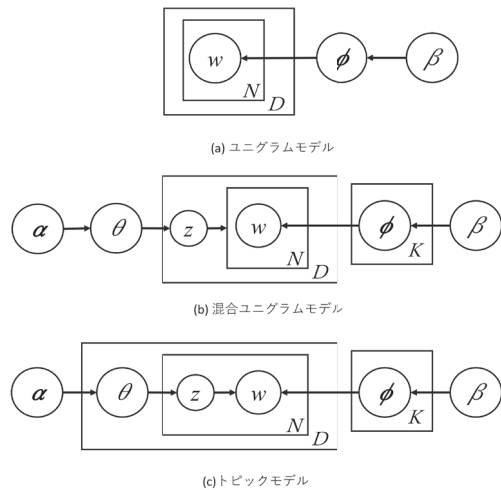 w N D ϕ β
(a) ユニグラムモデル
α θ z w N D ϕ K β
(b) 混合ユニグラムモデル
α θ z w N D ϕ K β
(c)トピックモデル